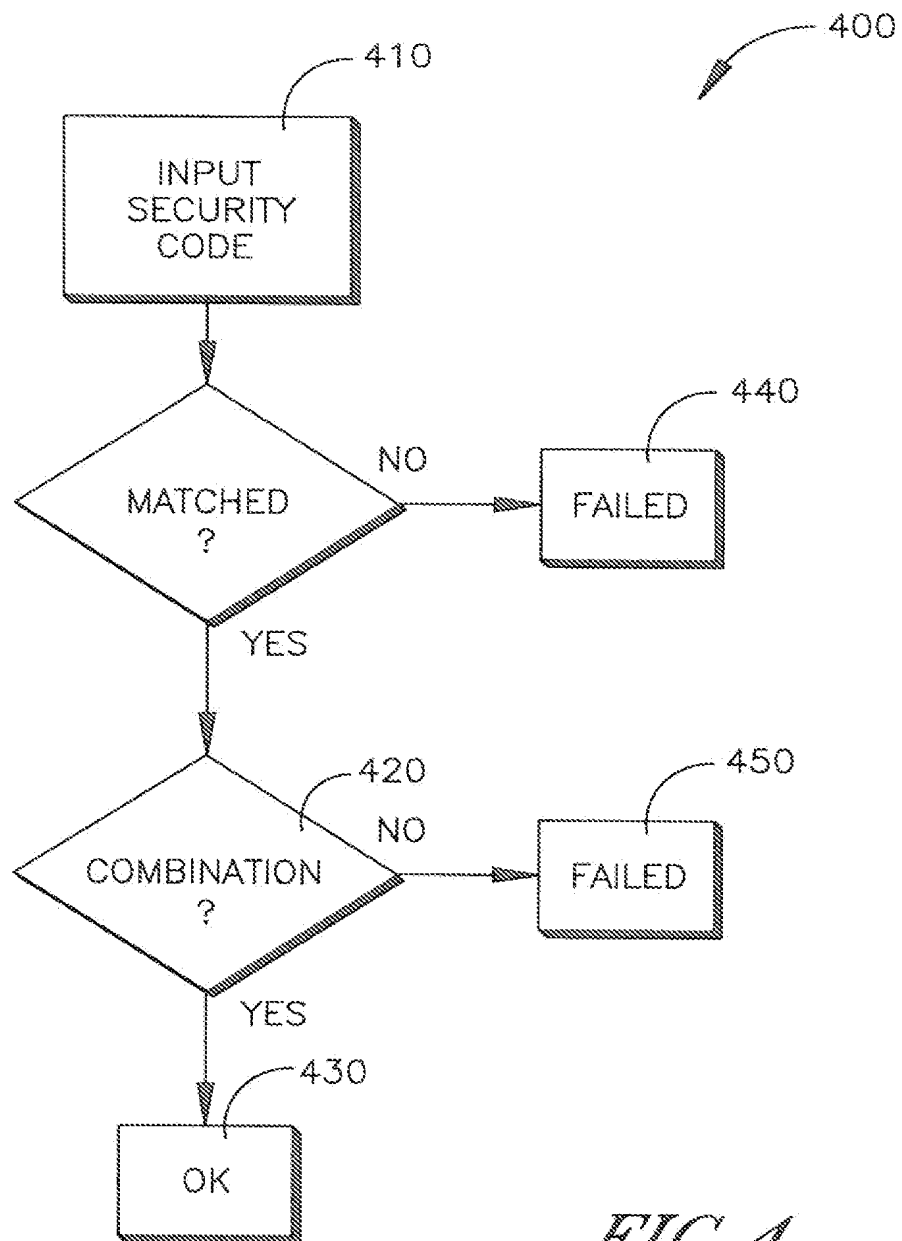 400
410
INPUT
SECURITY
CODE
440
NO
MATCHED
?
FAILED
YES
450
420
NO
COMBINATION
?
FAILED
YES
430
OK
FIG. 4